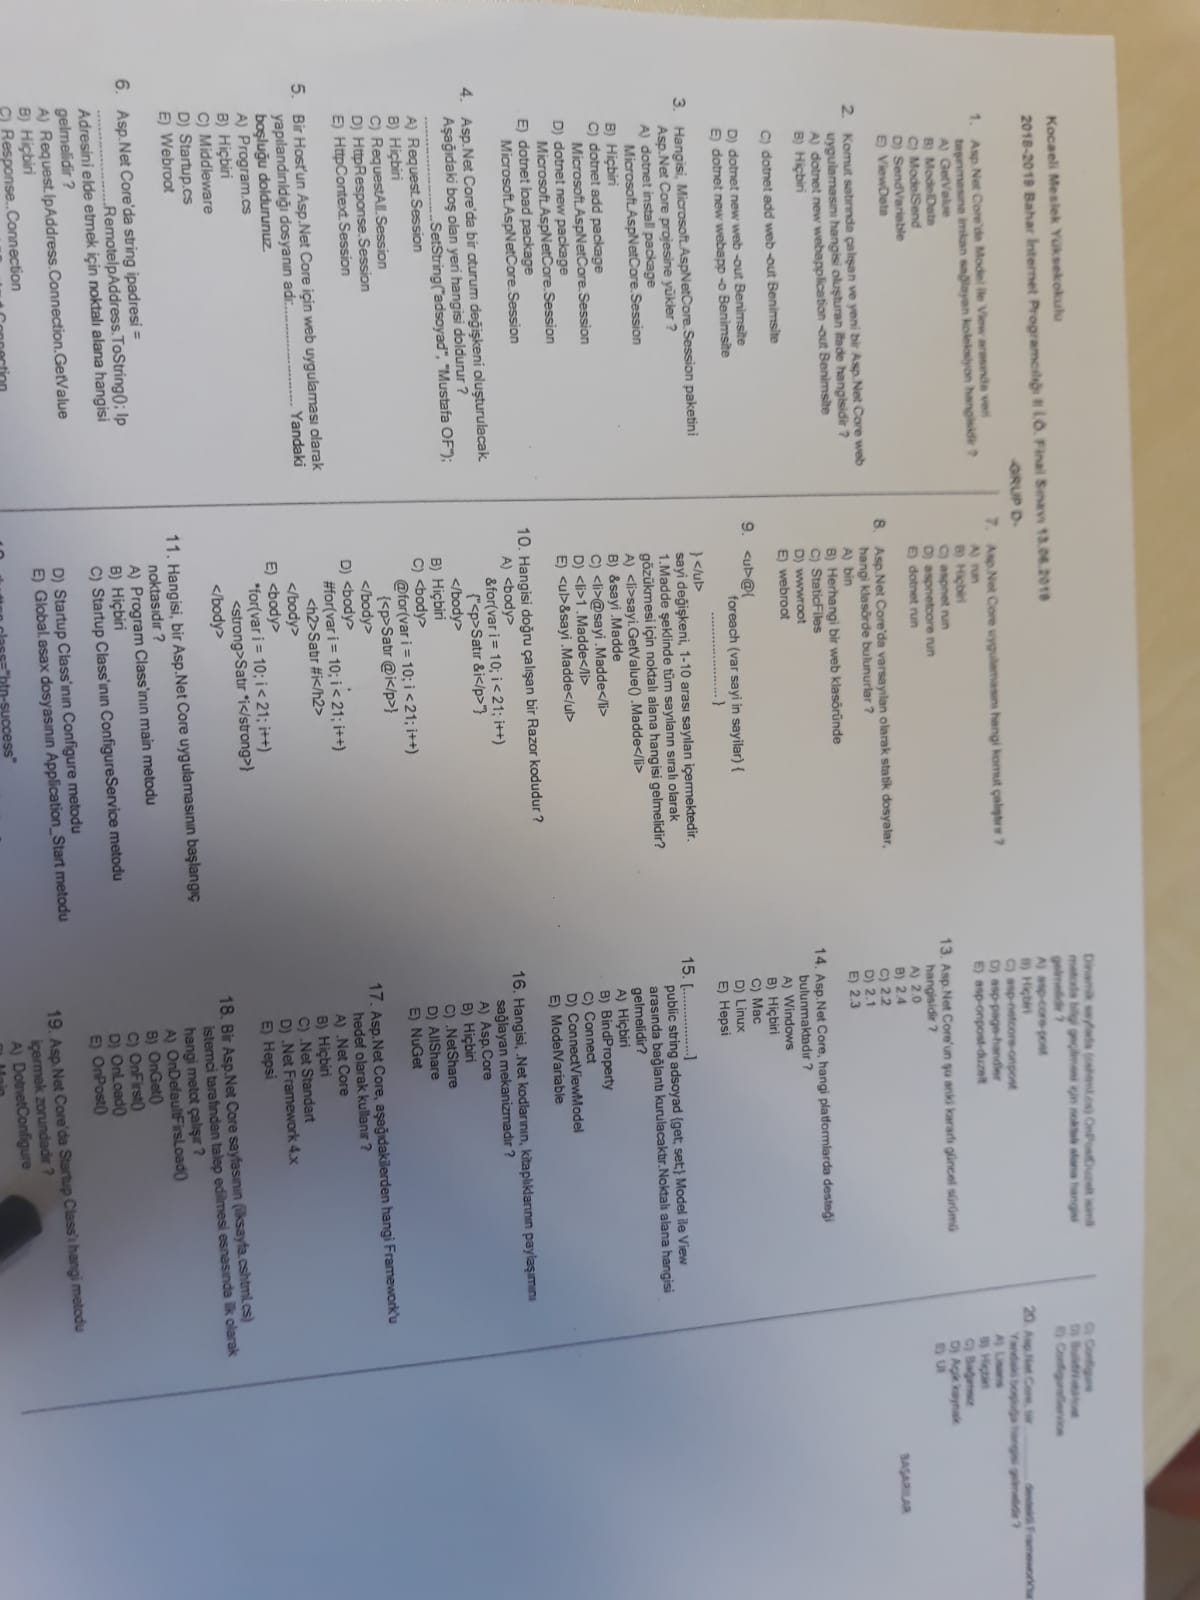 Kocaeli Meslek Yüksekokulu
2018-2019 Bahar İnternet Programcılığı II İ.Ö. Final Sınavı 13.06.2019
-GRUP D-
1. Asp.Net Core'da Model ile View arasında veri
taşınmasına imkan sağlayan koleksiyon hangisidir ?
A) GetValue
B) ModelData
C) ModelSend
D) SendVariable
E) ViewData
2. Komut satırında çalışan ve yeni bir Asp.Net Core web
uygulamasını hangisi oluşturan ifade hangisidir ?
A) dotnet new webapplication -out Benimsite
B) Hiçbiri
C) dotnet add web -out Benimsite
D) dotnet new web -out Benimsite
E) dotnet new webapp -o Benimsite
3. Hangisi, Microsoft.AspNetCore.Session paketini
Asp.Net Core projesine yükler ?
A) dotnet install package
Microsoft.AspNetCore.Session
B) Hiçbiri
C) dotnet add package
Microsoft.AspNetCore.Session
D) dotnet new package
Microsoft.AspNetCore.Session
E) dotnet load package
Microsoft.AspNetCore.Session
4. Asp.Net Core'da bir oturum değişkeni oluşturulacak.
Aşağıdaki boş olan yeri hangisi doldurur ?
..........................SetString("adsoyad", "Mustafa OF");
A) Request.Session
B) Hiçbiri
C) RequestAll.Session
D) HttpResponse.Session
E) HttpContext.Session
5. Bir Host'un Asp.Net Core için web uygulaması olarak
yapılandırıldığı dosyanın adı:......................... Yandaki
boşluğu doldurunuz.
A) Program.cs
B) Hiçbiri
C) Middleware
D) Startup.cs
E) Webroot
6. Asp.Net Core'da string ipadresi =
........................RemoteIpAddress.ToString(); Ip
Adresini elde etmek için noktalı alana hangisi
gelmelidir ?
A) Request.IpAddress.Connection.GetValue
B) Hiçbiri
C) Response..Connection
Connection
7. Asp.Net Core uygulamasını hangi komut çalıştırır ?
A) run
B) Hiçbiri
C) aspnet run
D) aspnetcore run
E) dotnet run
8. Asp.Net Core'da varsayılan olarak statik dosyalar,
hangi klasörde bulunurlar ?
A) bin
B) Herhangi bir web klasöründe
C) StaticFiles
D) wwwroot
E) webroot
9. <ul>@{
foreach (var sayi in sayilar) {
...................... }
} </ul>
sayi değişkeni, 1-10 arası sayıları içermektedir.
1.Madde şeklinde tüm sayıların sıralı olarak
gözükmesi için noktalı alana hangisi gelmelidir?
A) <li>sayi.GetValue() .Madde</li>
B) &sayi .Madde
C) <li>@sayi .Madde</li>
D) <li>1 .Madde</li>
E) <ul>&sayi .Madde</ul>
10. Hangisi doğru çalışan bir Razor kodudur ?
A) <body>
&for(var i = 10; i < 21; i++)
{"<p>Satır &i</p>"}
</body>
B) Hiçbiri
C) <body>
@for(var i = 10; i < 21; i++)
{<p>Satır @i</p>}
</body>
D) <body>
#for(var i = 10; i < 21; i++)
<h2>Satır #i</h2>
</body>
E) <body>
*for(var i = 10; i < 21; i++)
<strong>Satır *i</strong>}
</body>
11. Hangisi, bir Asp.Net Core uygulamasının başlangıç
noktasıdır ?
A) Program Class'ının main metodu
B) Hiçbiri
C) Startup Class'ının ConfigureService metodu
D) Startup Class'ının Configure metodu
E) Global.asax dosyasının Application_Start metodu
class="btn-success"
Dinamik sayfada (cshtml.cs) OnPostDuzelt isimli
metoda bilgi geçilmesi için noktalı alana hangisi
gelmelidir ?
A) asp-core-post
B) Hiçbiri
C) asp-netcore-onpost
D) asp-page-handler
E) asp-onpost-duzelt
13. Asp.Net Core'un şu anki kararlı güncel sürümü
hangisidir ?
A) 2.0
B) 2.4
C) 2.2
D) 2.1
E) 2.3
14. Asp.Net Core, hangi platformlarda desteği
bulunmaktadır ?
A) Windows
B) Hiçbiri
C) Mac
D) Linux
E) Hepsi
15. [.................]
public string adsoyad {get; set;} Model ile View
arasında bağlantı kurulacaktır.Noktalı alana hangisi
gelmelidir?
A) Hiçbiri
B) BindProperty
C) Connect
D) ConnectViewModel
E) ModelVariable
16. Hangisi, .Net kodlarının, kitaplıklarının paylaşımını
sağlayan mekanizmadır ?
A) Asp.Core
B) Hiçbiri
C) .NetShare
D) AllShare
E) NuGet
17. Asp.Net Core, aşağıdakilerden hangi Framework'u
hedef olarak kullanır ?
A) .Net Core
B) Hiçbiri
C) .Net Standart
D) .Net Framework 4.x
E) Hepsi
18. Bir Asp.Net Core sayfasının (ilksayfa.cshtml.cs)
istemci tarafından talep edilmesi esnasında ilk olarak
hangi metot çalışır ?
A) OnDefaultFirsLoad()
B) OnGet()
C) OnFirst()
D) OnLoad()
E) OnPost()
19. Asp.Net Core'da Startup Class'ı hangi metodu
içermek zorundadır ?
A) DotnetConfigure
Main
C) Configure
D) BuildWebHost
E) ConfigureService
20. Asp.Net Core, bir .......... destekli Framework'tür
Yandaki boşluğa hangisi gelmelidir ?
A) Lisans
B) Hiçbiri
C) Bağımsız
D) Açık kaynak
E) UI
BAŞARILAR